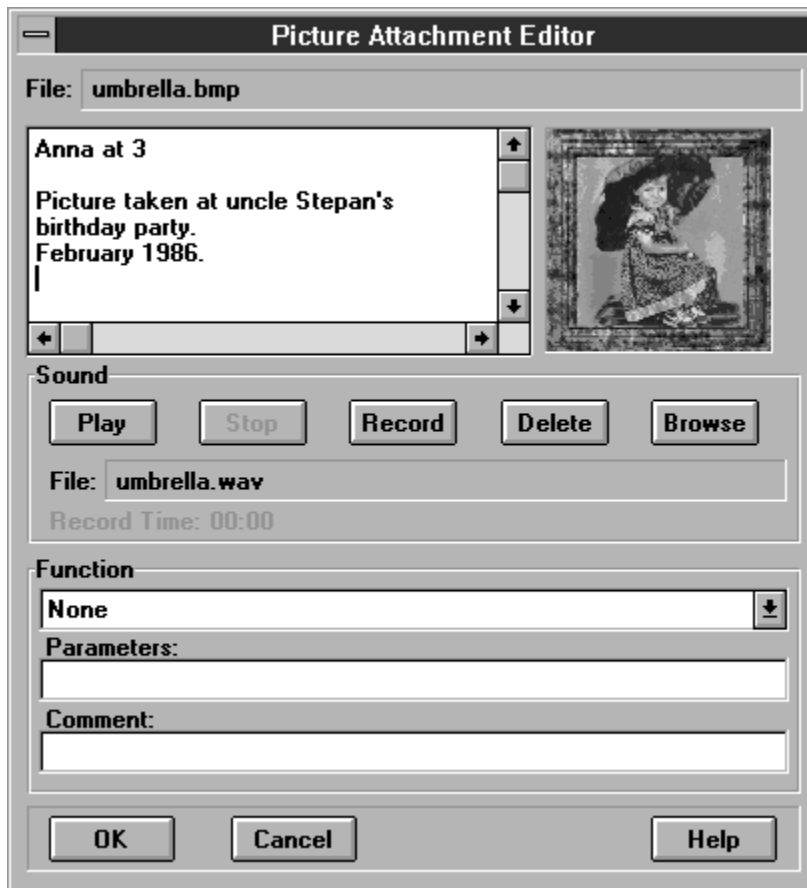 Picture Attachment Editor
File: umbrella.bmp
Anna at 3
Picture taken at uncle Stepan's
birthday party.
February 1986.
Sound
Play Stop Record Delete Browse
File: umbrella.wav
Record Time: 00:00
Function
None
Parameters:
Comment:
OK Cancel Help